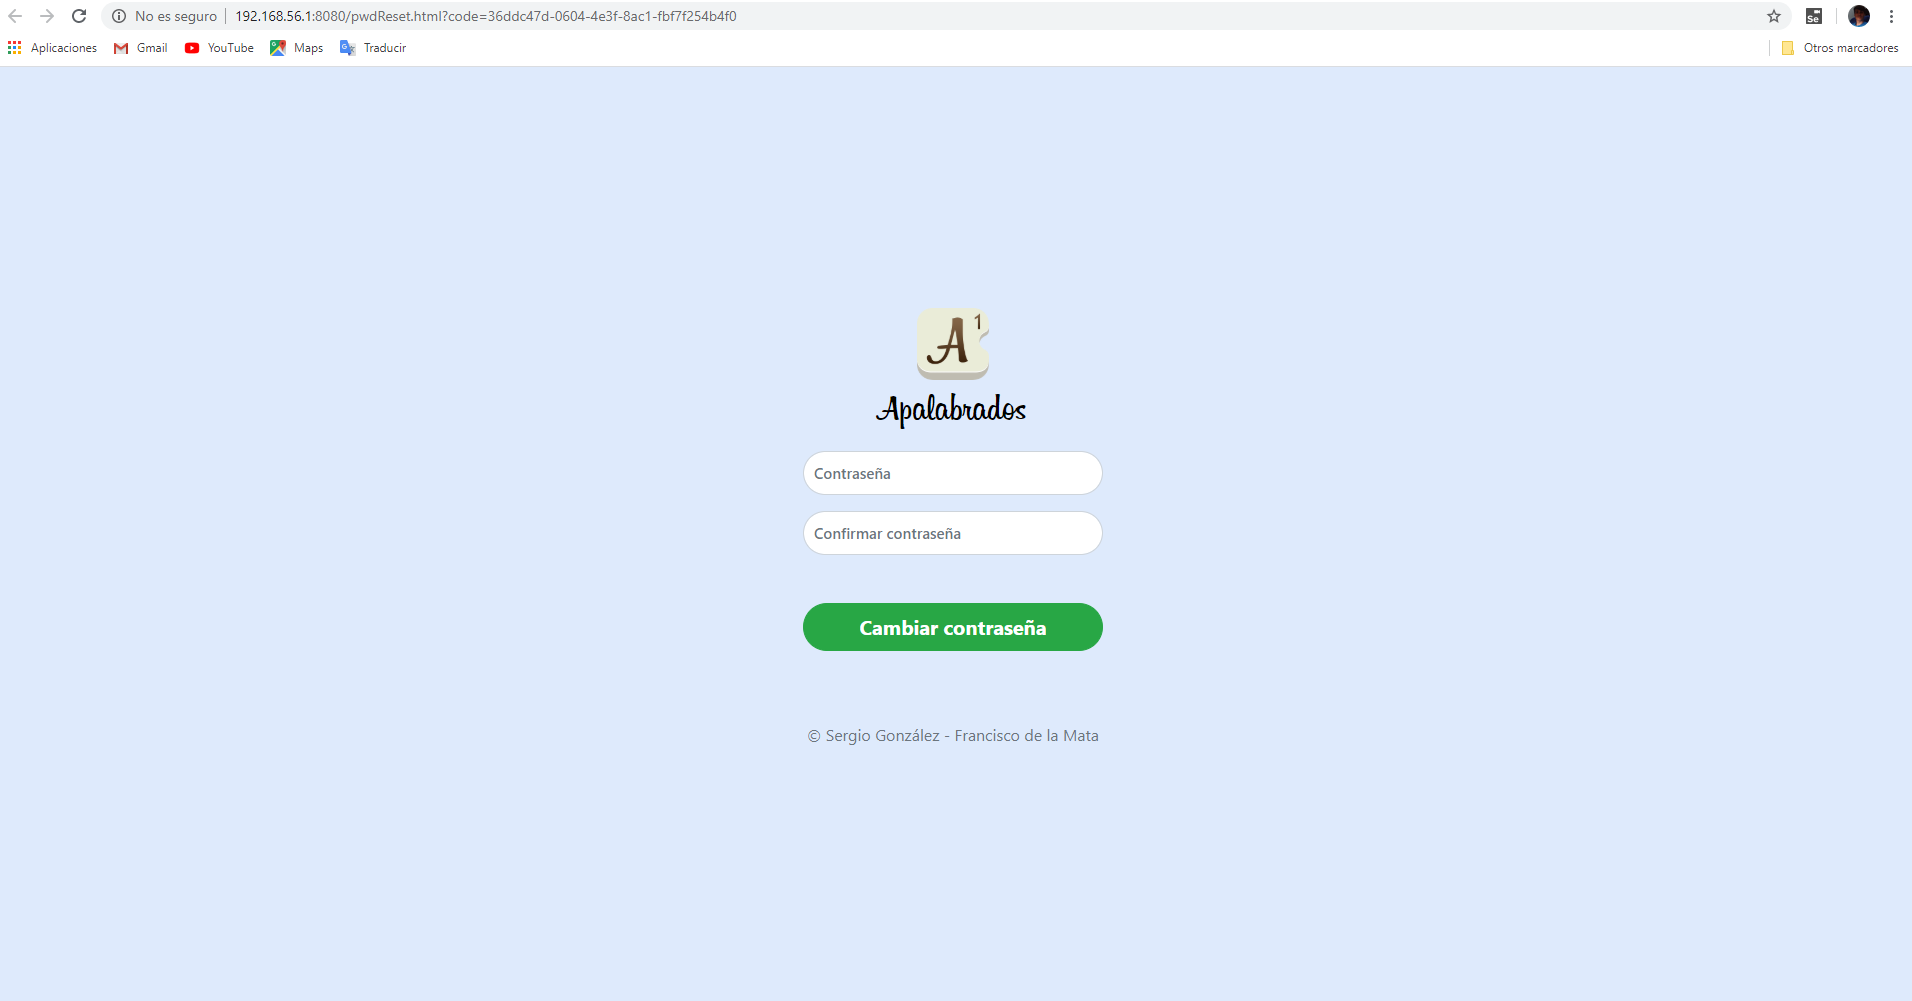 No es seguro | 192.168.56.1:8080/pwdReset.html?code=36ddc47d-0604-4e3f-8ac1-fbf7f254b4f0
Se
Aplicaciones Gmail YouTube Maps Traducir Otros marcadores
A 1
Apalabrados
Contraseña
Confirmar contraseña
Cambiar contraseña
© Sergio González - Francisco de la Mata